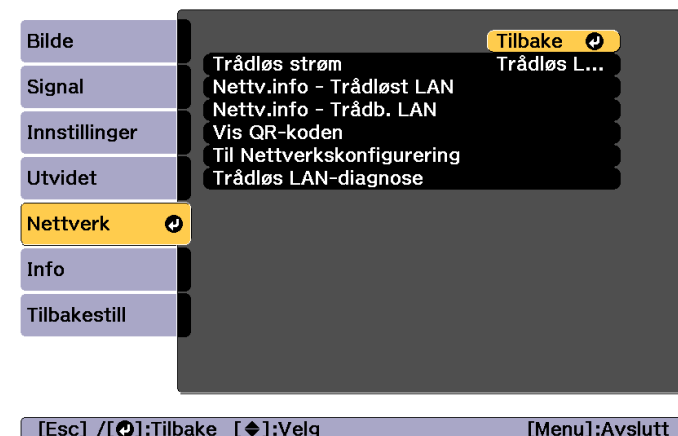 Bilde
Signal
Innstillinger
Utvidet
Nettverk
Info
Tilbakestill
Tilbake
Trådløs strøm Trådløs L...
Nettv.info - Trådløst LAN
Nettv.info - Trådb. LAN
Vis QR-koden
Til Nettverkskonfigurering
Trådløs LAN-diagnose
[Esc] /[ ]:Tilbake [ ]:Velg [Menu]:Avslutt